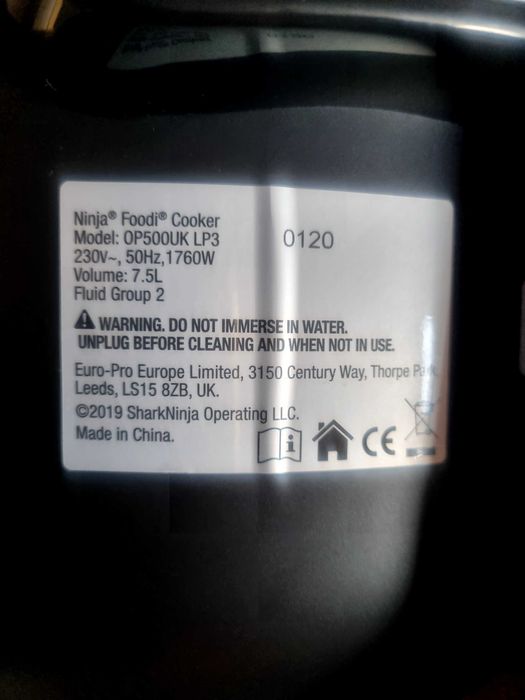 Ninja® Foodi® Cooker
Model: OP500UK LP3
0120
230V~, 50Hz,1760W
Volume: 7.5L
Fluid Group 2
WARNING. DO NOT IMMERSE IN WATER.
UNPLUG BEFORE CLEANING AND WHEN NOT IN USE.
Euro-Pro Europe Limited, 3150 Century Way, Thorpe Park
Leeds, LS15 8ZB, UK.
©2019 SharkNinja Operating LLC.
Made in China.
i
CE